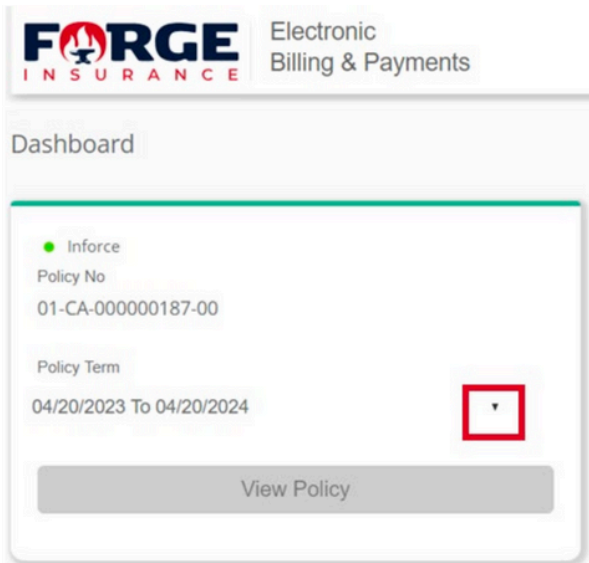 FORGE
INSURANCE
Electronic
Billing & Payments
Dashboard
Inforce
Policy No
01-CA-000000187-00
Policy Term
04/20/2023 To 04/20/2024
View Policy